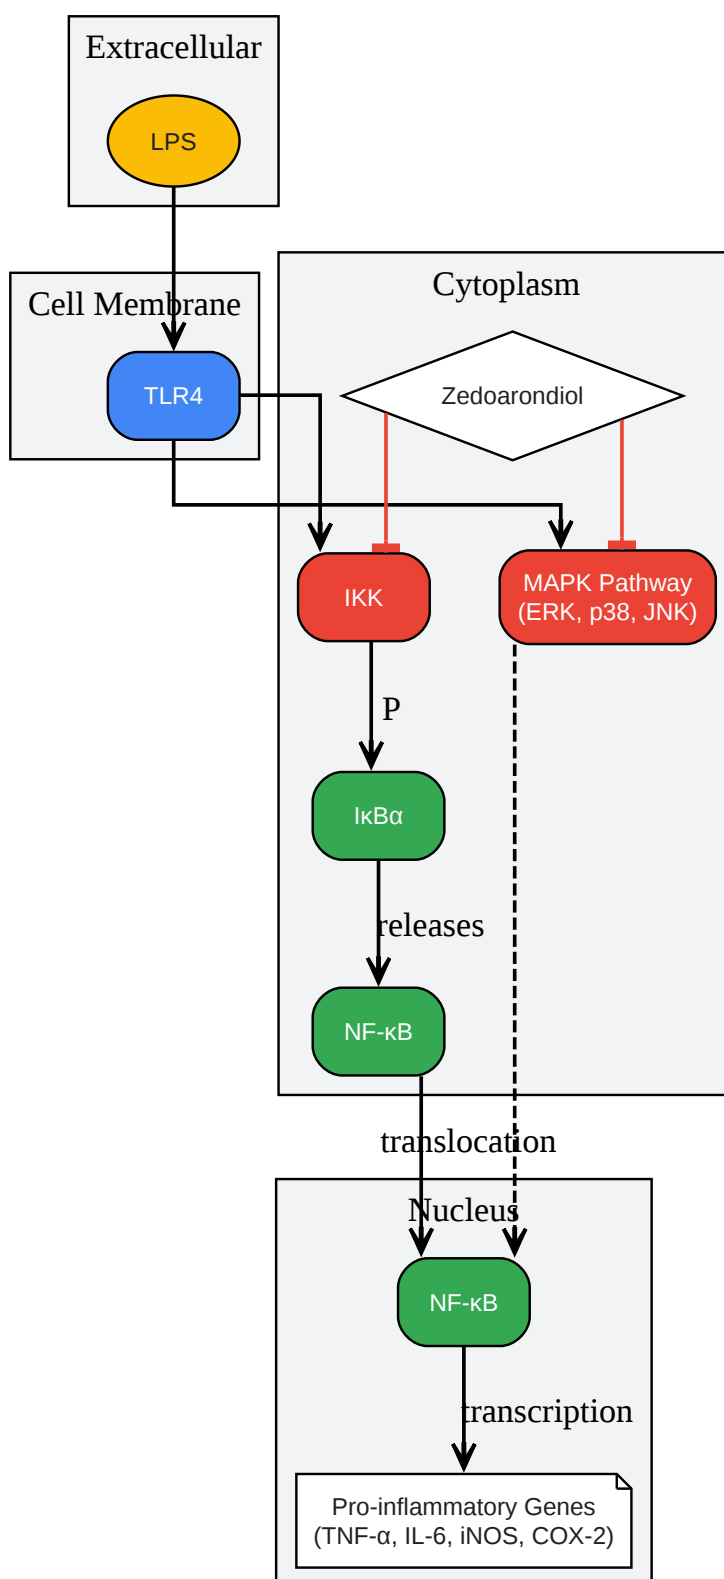 Extracellular
LPS
Cell Membrane
TLR4
Cytoplasm
Zedoarondiol
IKK
MAPK Pathway
(ERK, p38, JNK)
P
IκBα
releases
NF-κB
translocation
Nucleus
NF-κB
transcription
Pro-inflammatory Genes
(TNF-α, IL-6, iNOS, COX-2)